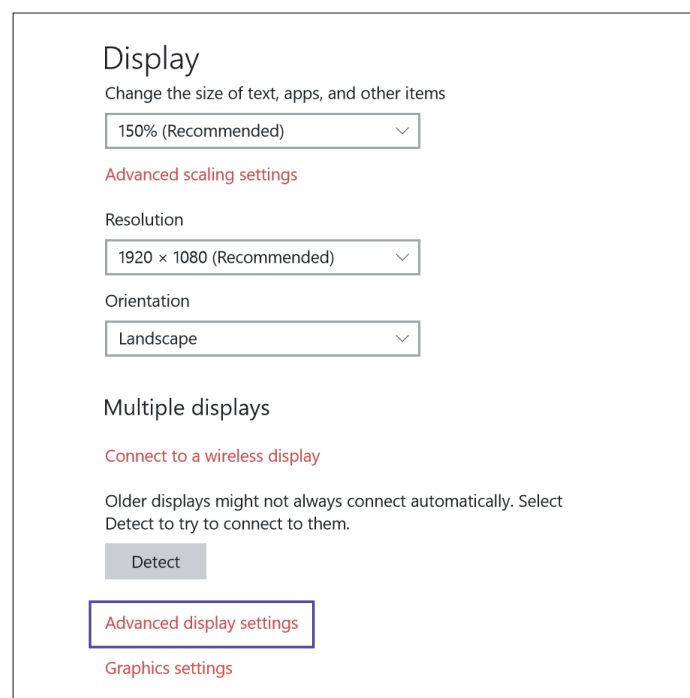 Display
Change the size of text, apps, and other items
150% (Recommended)
Advanced scaling settings
Resolution
1920 × 1080 (Recommended)
Orientation
Landscape
Multiple displays
Connect to a wireless display
Older displays might not always connect automatically. Select
Detect to try to connect to them.
Detect
Advanced display settings
Graphics settings